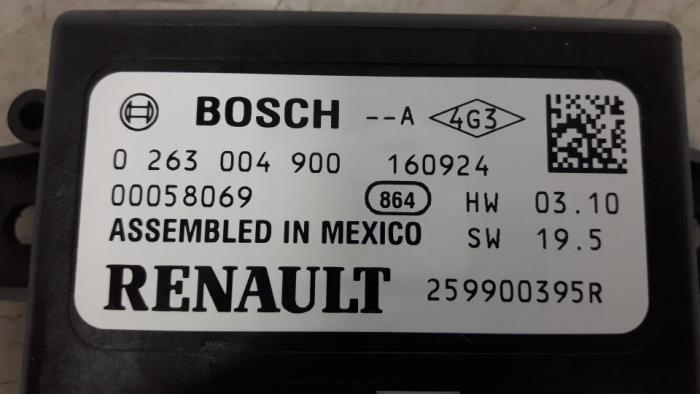 BOSCH --A 4G3
0 263 004 900 160924
00058069 864 HW 03.10
ASSEMBLED IN MEXICO SW 19.5
RENAULT 259900395R